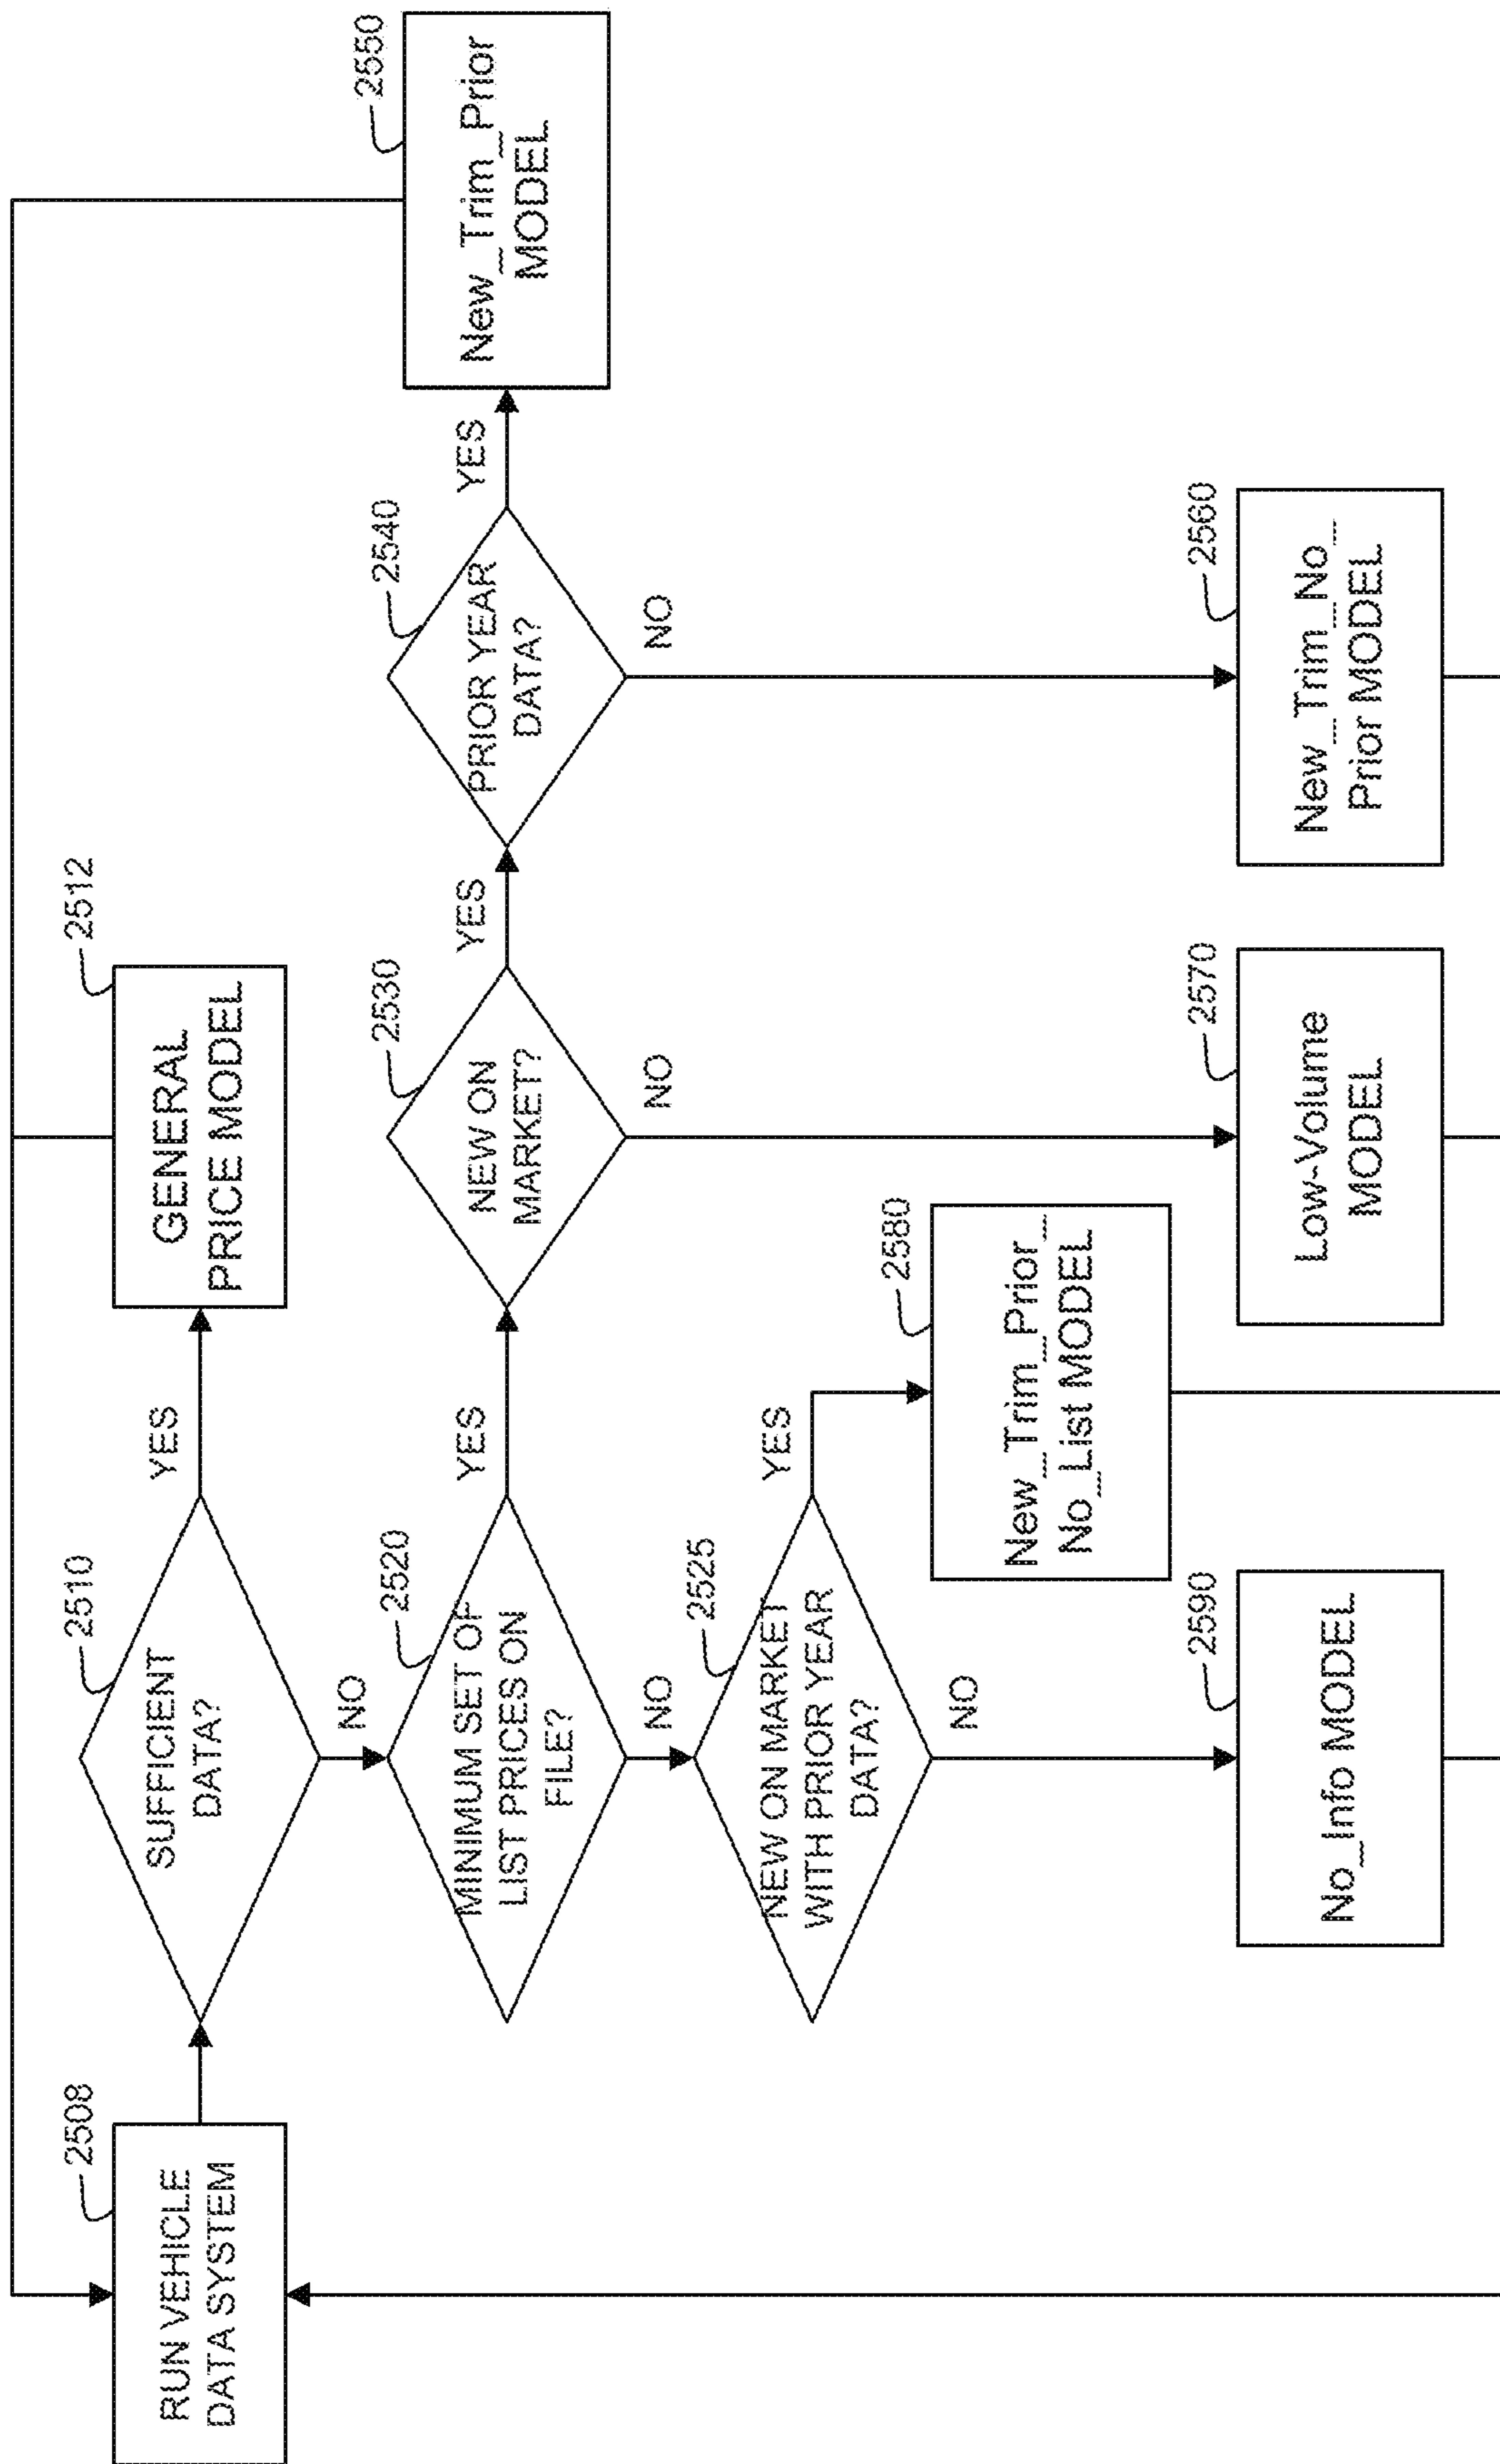 2508
RUN VEHICLE
DATA SYSTEM
2510
SUFFICIENT
DATA?
YES
2512
GENERAL
PRICE MODEL
NO
2520
MINIMUM SET OF
LIST PRICES ON
FILE?
YES
2530
NEW ON
MARKET?
YES
2540
PRIOR YEAR
DATA?
YES
2550
New_Trim_Prior
MODEL
NO
2525
NEW ON MARKET
WITH PRIOR YEAR
DATA?
YES
2580
New_Trim_Prior_
No_List MODEL
NO
NO
NO
2590
No_Info MODEL
2570
Low-Volume
MODEL
2560
New_Trim_No_
Prior MODEL